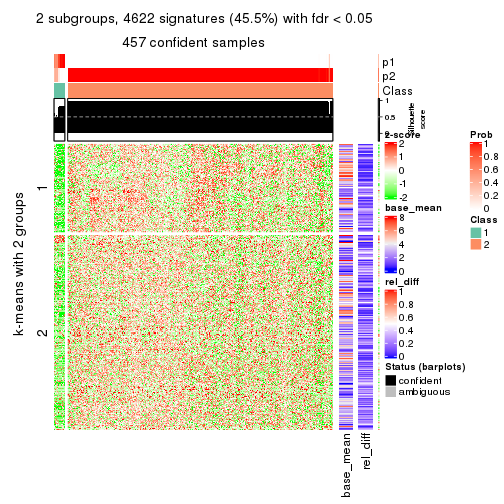 2 subgroups, 4622 signatures (45.5%) with fdr < 0.05
457 confident samples
p1
p2
Class
1
0.5
0
Silhouette
score
k-means with 2 groups
1
2
base_mean
rel_diff
z-score
2
1
0
-1
-2
base_mean
8
6
4
2
0
rel_diff
1
0.8
0.6
0.4
0.2
0
Status (barplots)
confident
ambiguous
Prob
1
0.8
0.6
0.4
0.2
0
Class
1
2